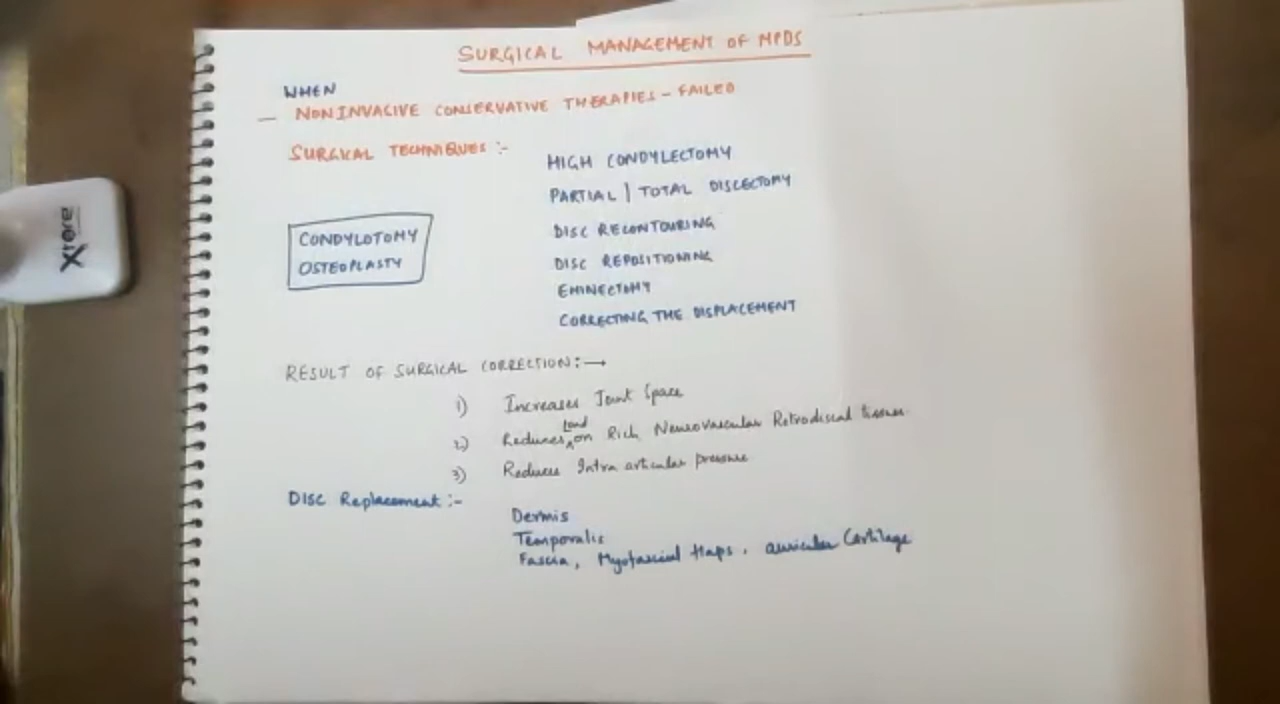 SURGICAL MANAGEMENT OF MPDS
WHEN
— NONINVASIVE CONSERVATIVE THERAPIES - FAILED
SURGICAL TECHNIQUES :-
HIGH CONDYLECTOMY
PARTIAL | TOTAL DISCECTOMY
CONDYLOTOMY
OSTEOPLASTY
DISC RECONTOURING
DISC REPOSITIONING
EMINECTOMY
CORRECTING THE DISPLACEMENT
RESULT OF SURGICAL CORRECTION :→
1) Increases Joint Space
2) Reduces load on Rich Neurovascular Retrodiscal tissues.
3) Reduces Intra articular pressure
DISC Replacement :-
Dermis
Temporalis
Fascia, Myofascial flaps, auricular Cartilage
Xtore